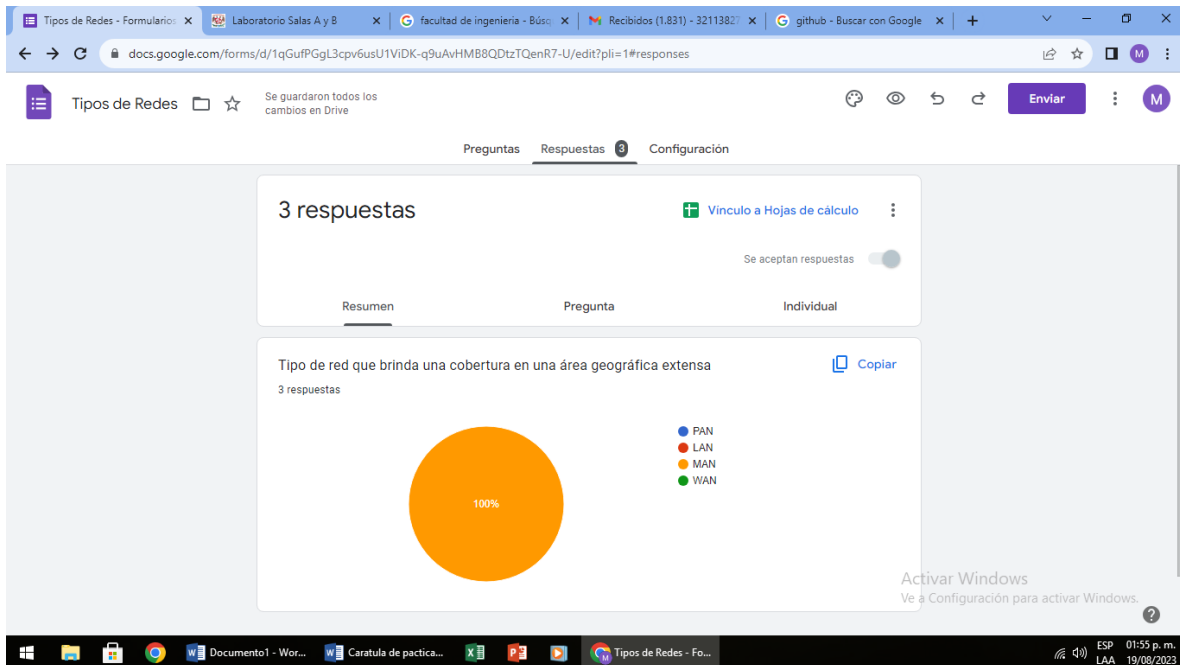 Tipos de Redes - Formularios
Laboratorio Salas A y B
facultad de ingenieria - Búsq
Recibidos (1.831) - 32113827
github - Buscar con Google
docs.google.com/forms/d/1qGufPGgL3cpv6usU1ViDK-q9uAvHMB8QDtzTQenR7-U/edit?pli=1#responses
M
Tipos de Redes
Se guardaron todos los
cambios en Drive
Enviar
M
Preguntas Respuestas 3 Configuración
3 respuestas
Vínculo a Hojas de cálculo
Se aceptan respuestas
Resumen Pregunta Individual
Tipo de red que brinda una cobertura en una área geográfica extensa
Copiar
3 respuestas
PAN
LAN
MAN
WAN
100%
Activar Windows
Ve a Configuración para activar Windows.
Documento1 - Wor...
Caratula de pactica...
Tipos de Redes - Fo...
ESP 01:55 p. m.
LAA 19/08/2023